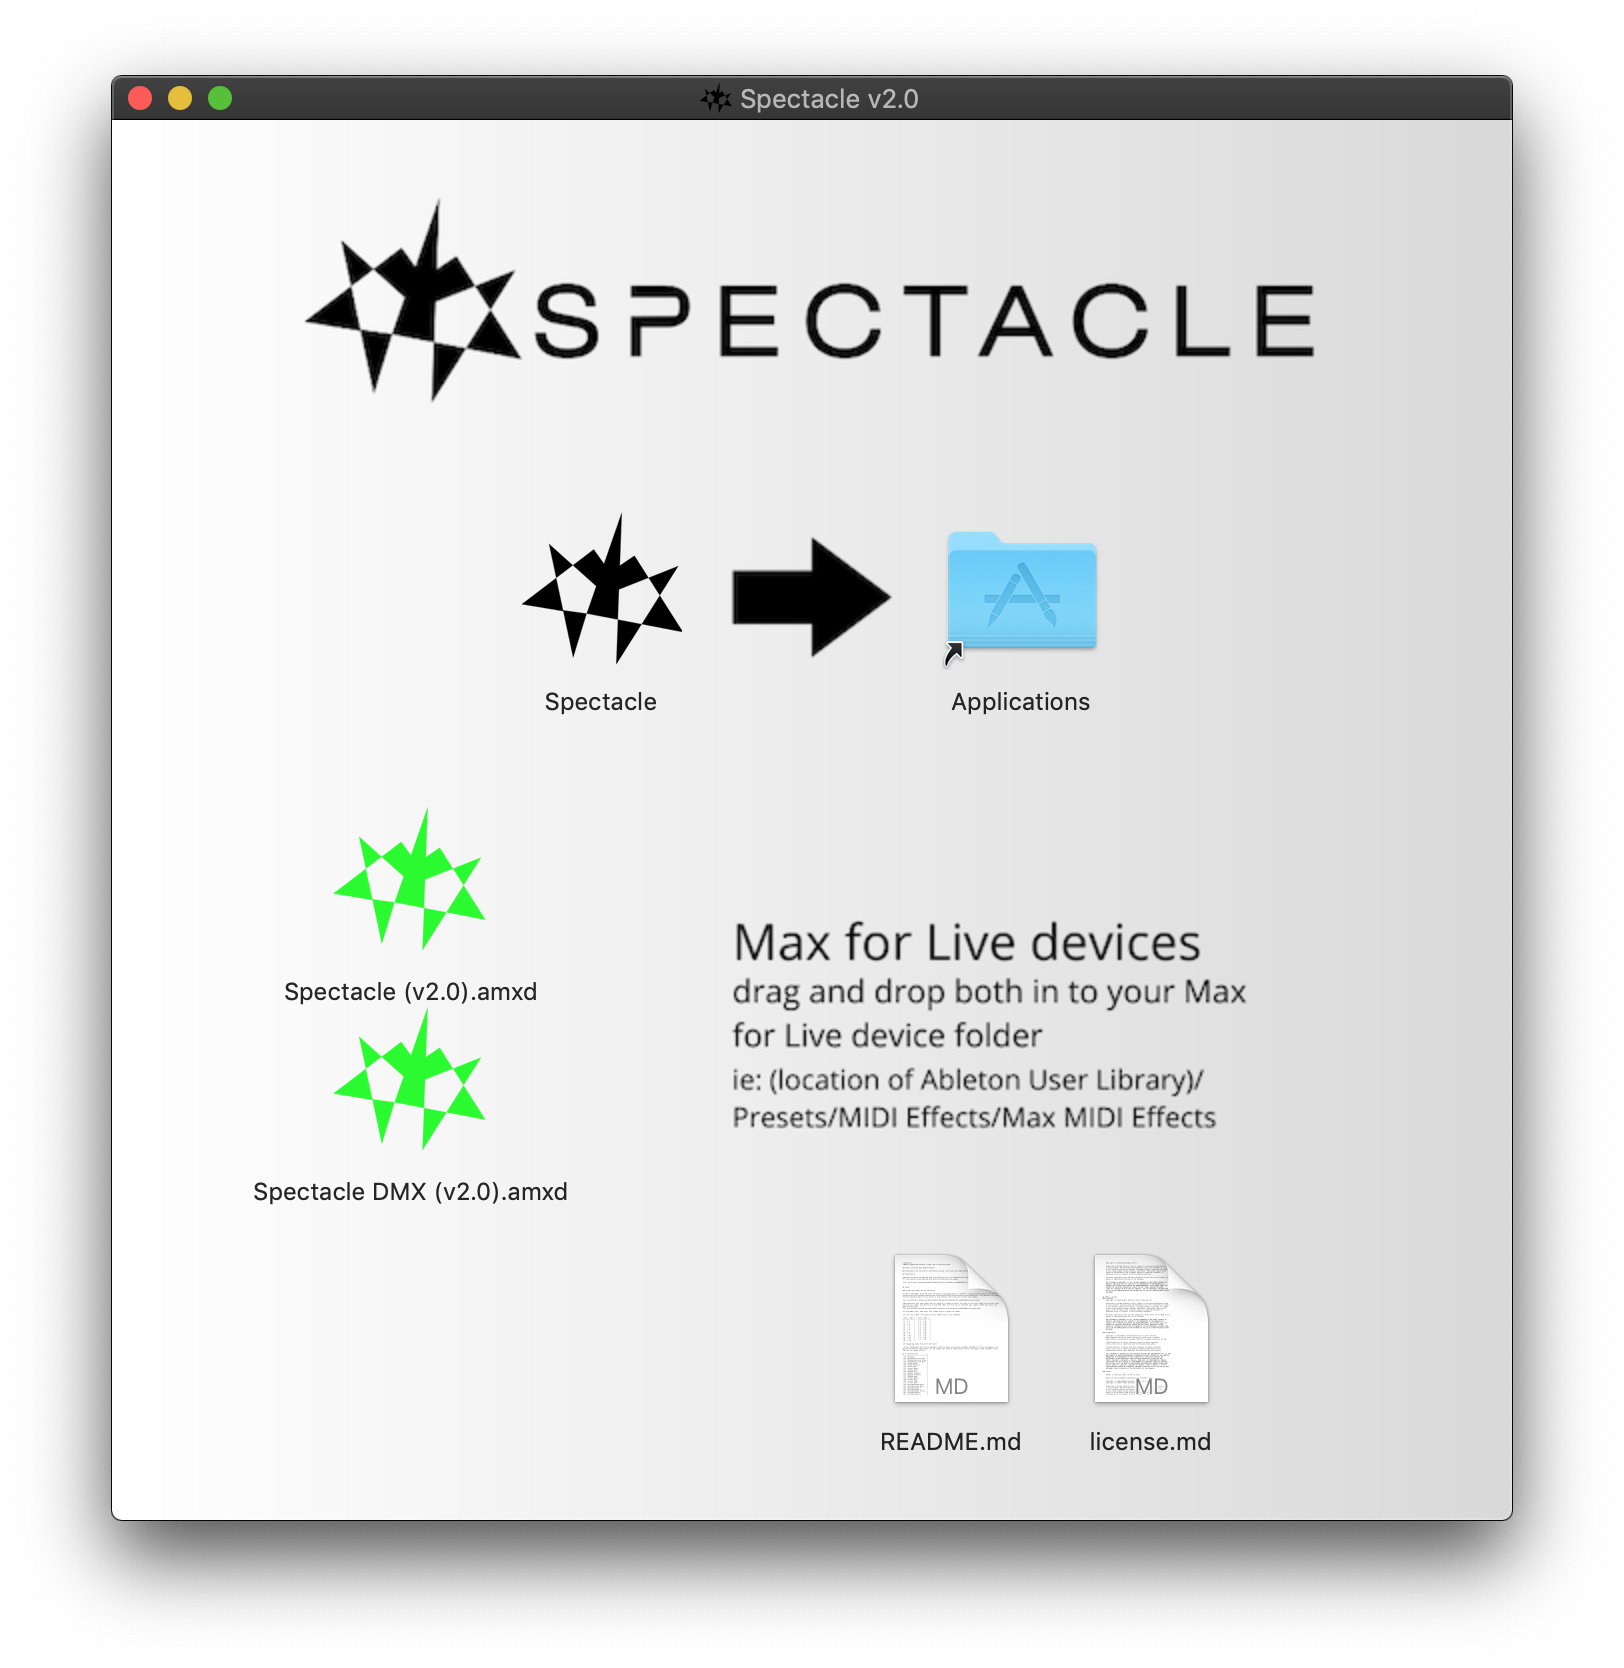 Spectacle v2.0
SPECTACLE
Spectacle
Applications
Spectacle (v2.0).amxd
Spectacle DMX (v2.0).amxd
Max for Live devices
drag and drop both in to your Max
for Live device folder
ie: (location of Ableton User Library)/
Presets/MIDI Effects/Max MIDI Effects
MD
MD
README.md
license.md